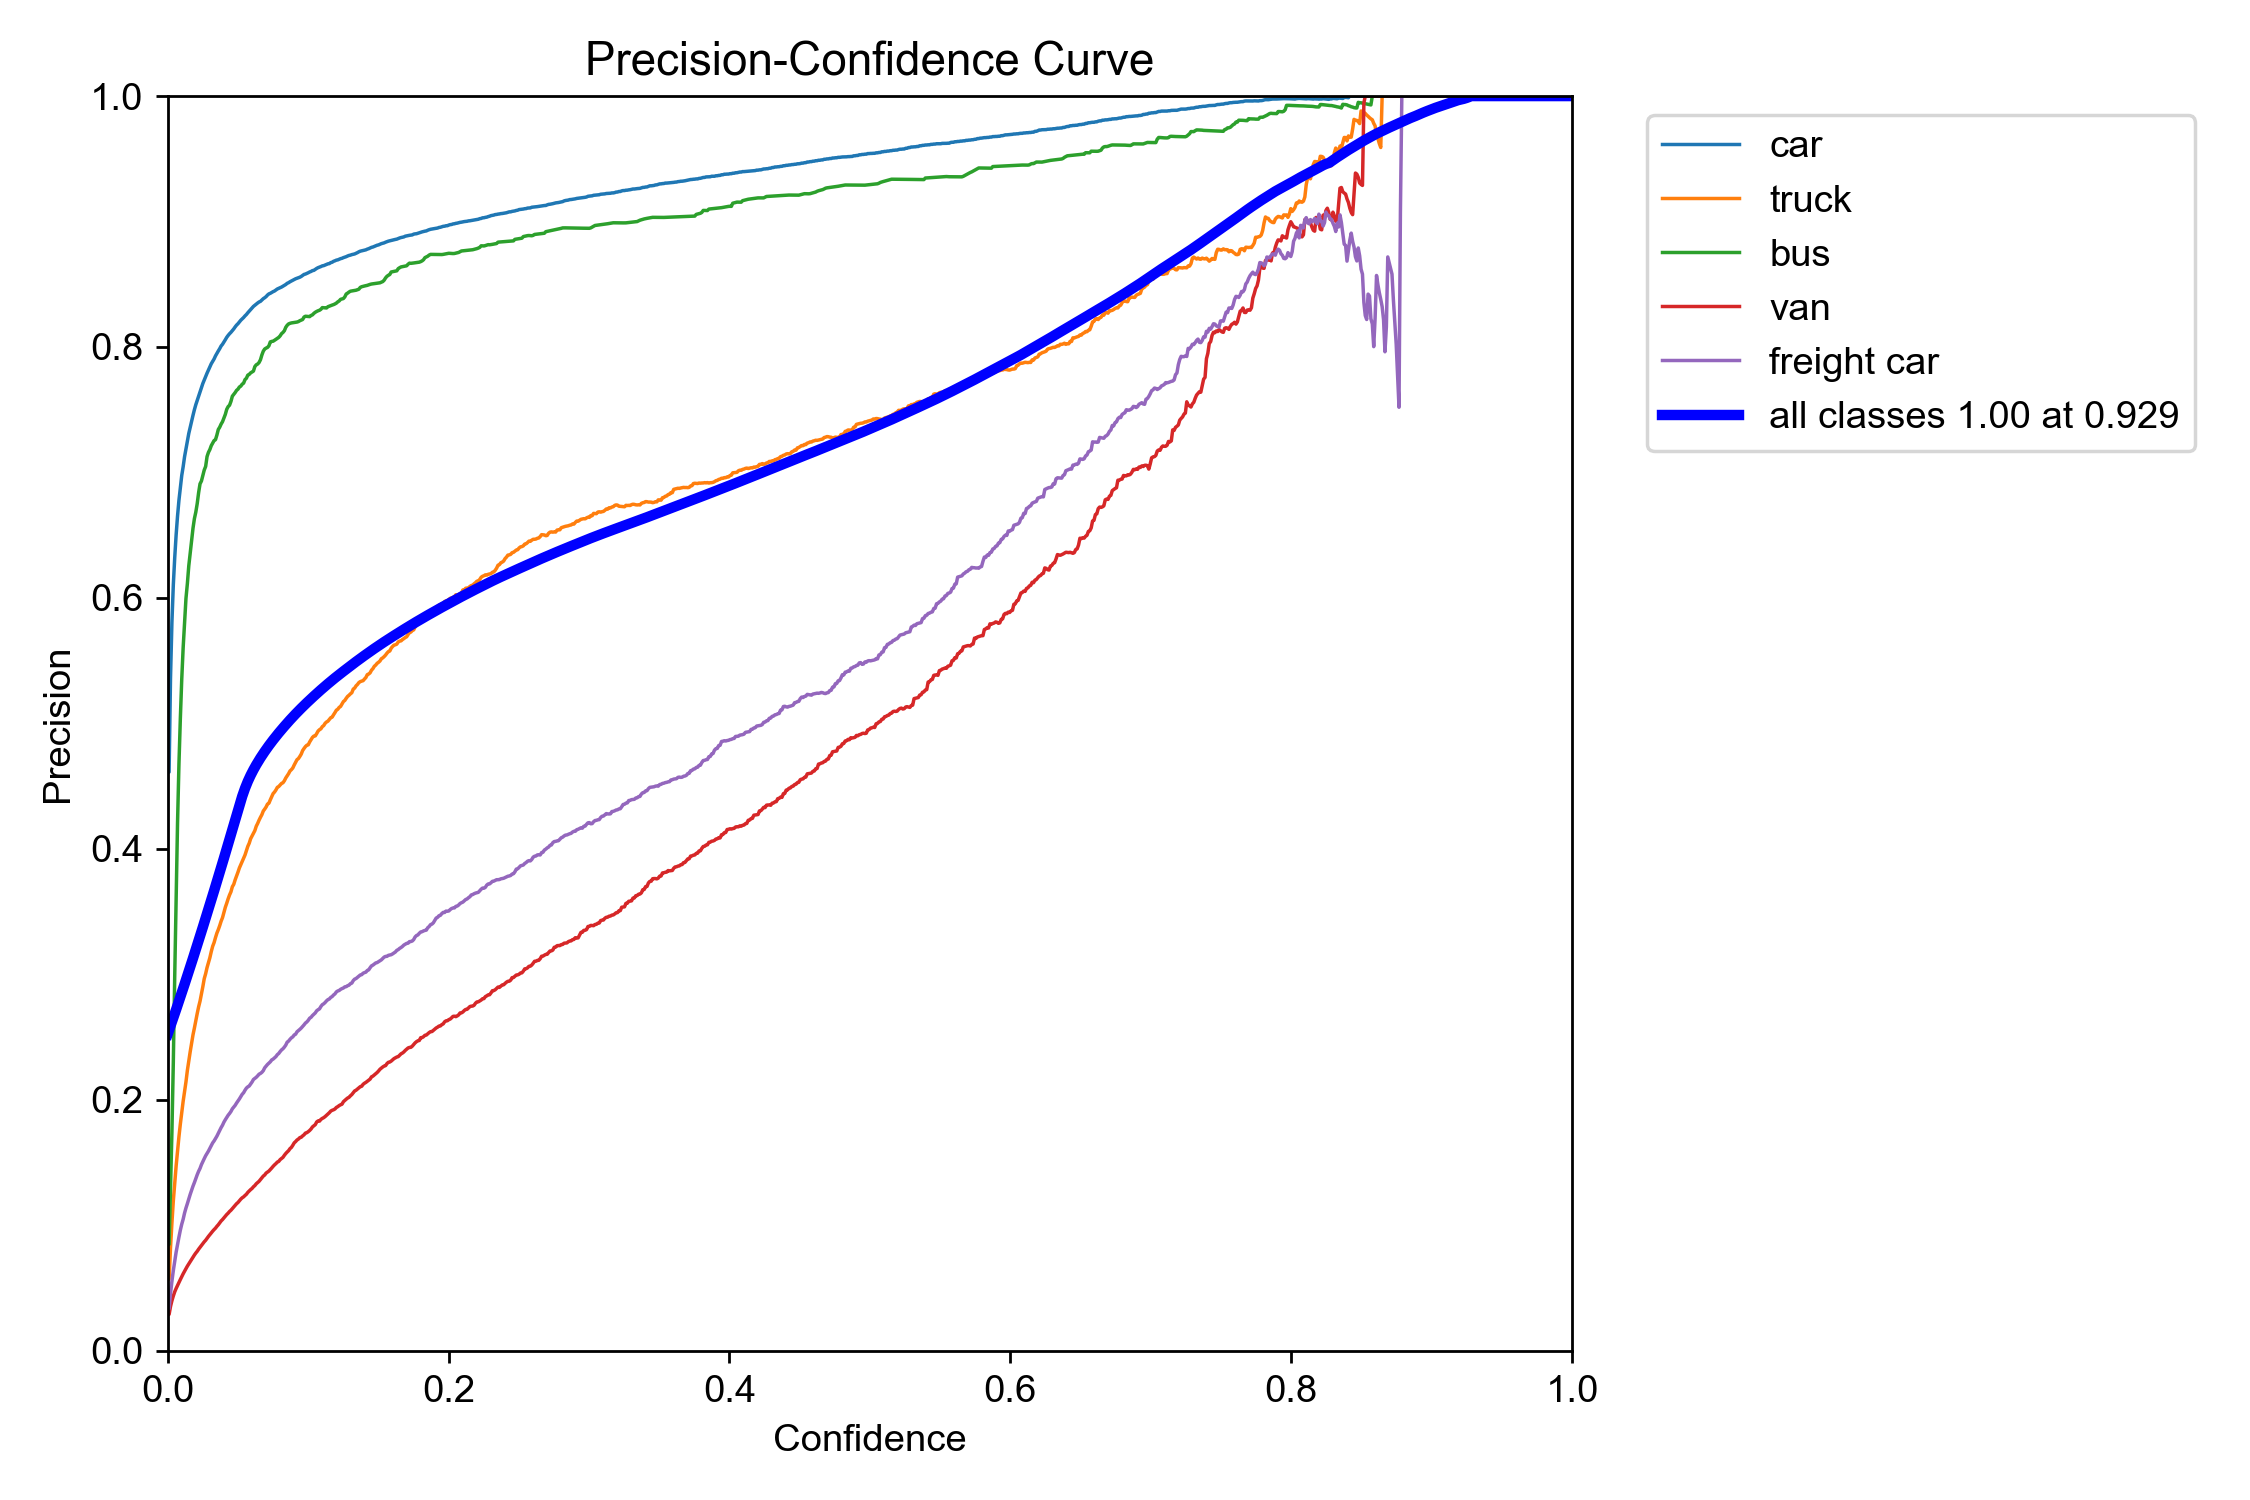 Precision-Confidence Curve
1.0
0.8
0.6
0.4
0.2
0.0
Precision
0.0 0.2 0.4 0.6 0.8 1.0
Confidence
car
truck
bus
van
freight car
all classes 1.00 at 0.929